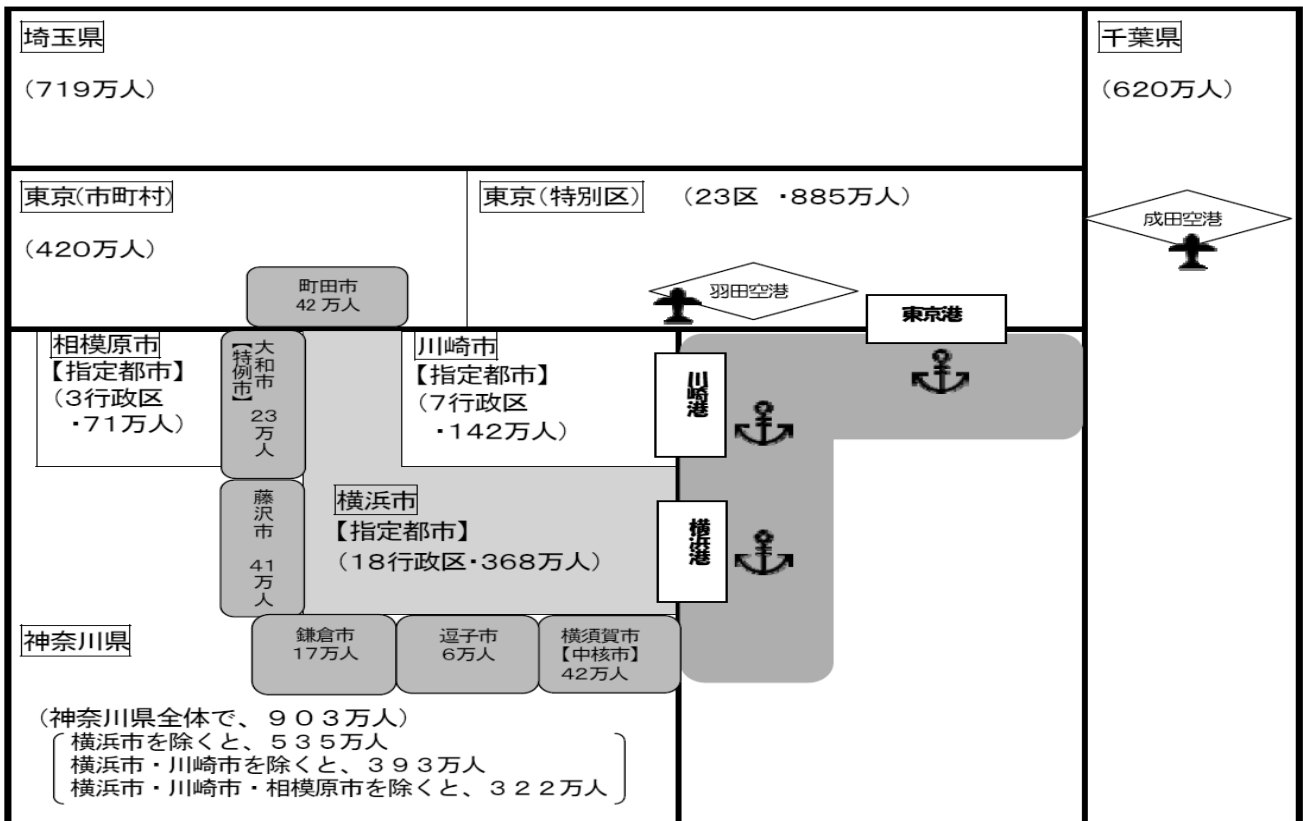 埼玉県
(719万人)
千葉県
(620万人)
成田空港
東京(市町村)
(420万人)
東京(特別区) (23区 ・885万人)
町田市
42万人
羽田空港
東京港
相模原市
【指定都市】
(3行政区
・71万人)
大和市 23万人
【特例市】
川崎市
【指定都市】
(7行政区
・142万人)
川崎港
藤沢市 41万人
横浜市
【指定都市】
(18行政区・368万人)
横浜港
神奈川県
鎌倉市
17万人
逗子市
6万人
横須賀市
【中核市】
42万人
(神奈川県全体で、903万人)
横浜市を除くと、535万人
横浜市・川崎市を除くと、393万人
横浜市・川崎市・相模原市を除くと、322万人